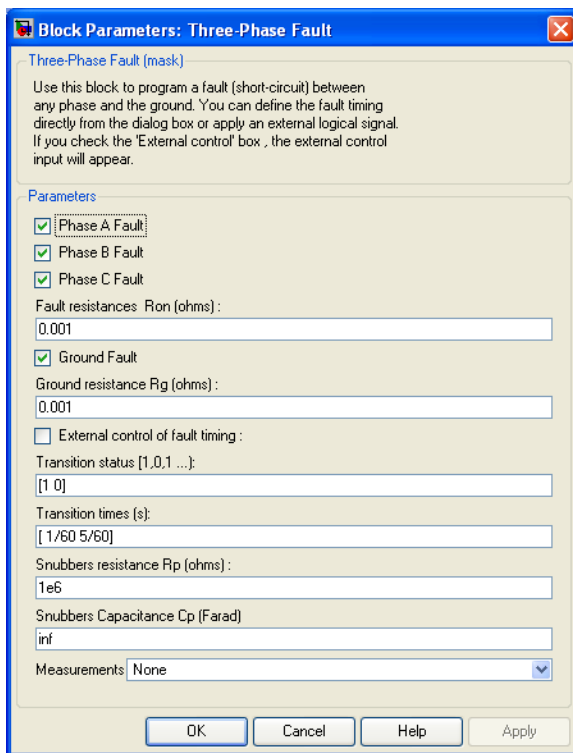 Block Parameters: Three-Phase Fault
Three-Phase Fault (mask)
Use this block to program a fault (short-circuit) between
any phase and the ground. You can define the fault timing
directly from the dialog box or apply an external logical signal.
If you check the 'External control' box , the external control
input will appear.
Parameters
Phase A Fault
Phase B Fault
Phase C Fault
Fault resistances Ron (ohms) :
0.001
Ground Fault
Ground resistance Rg (ohms) :
0.001
External control of fault timing :
Transition status [1,0,1 ...):
[1 0]
Transition times (s):
[ 1/60 5/60]
Snubbers resistance Rp (ohms) :
1e6
Snubbers Capacitance Cp (Farad)
inf
Measurements None
OK Cancel Help Apply